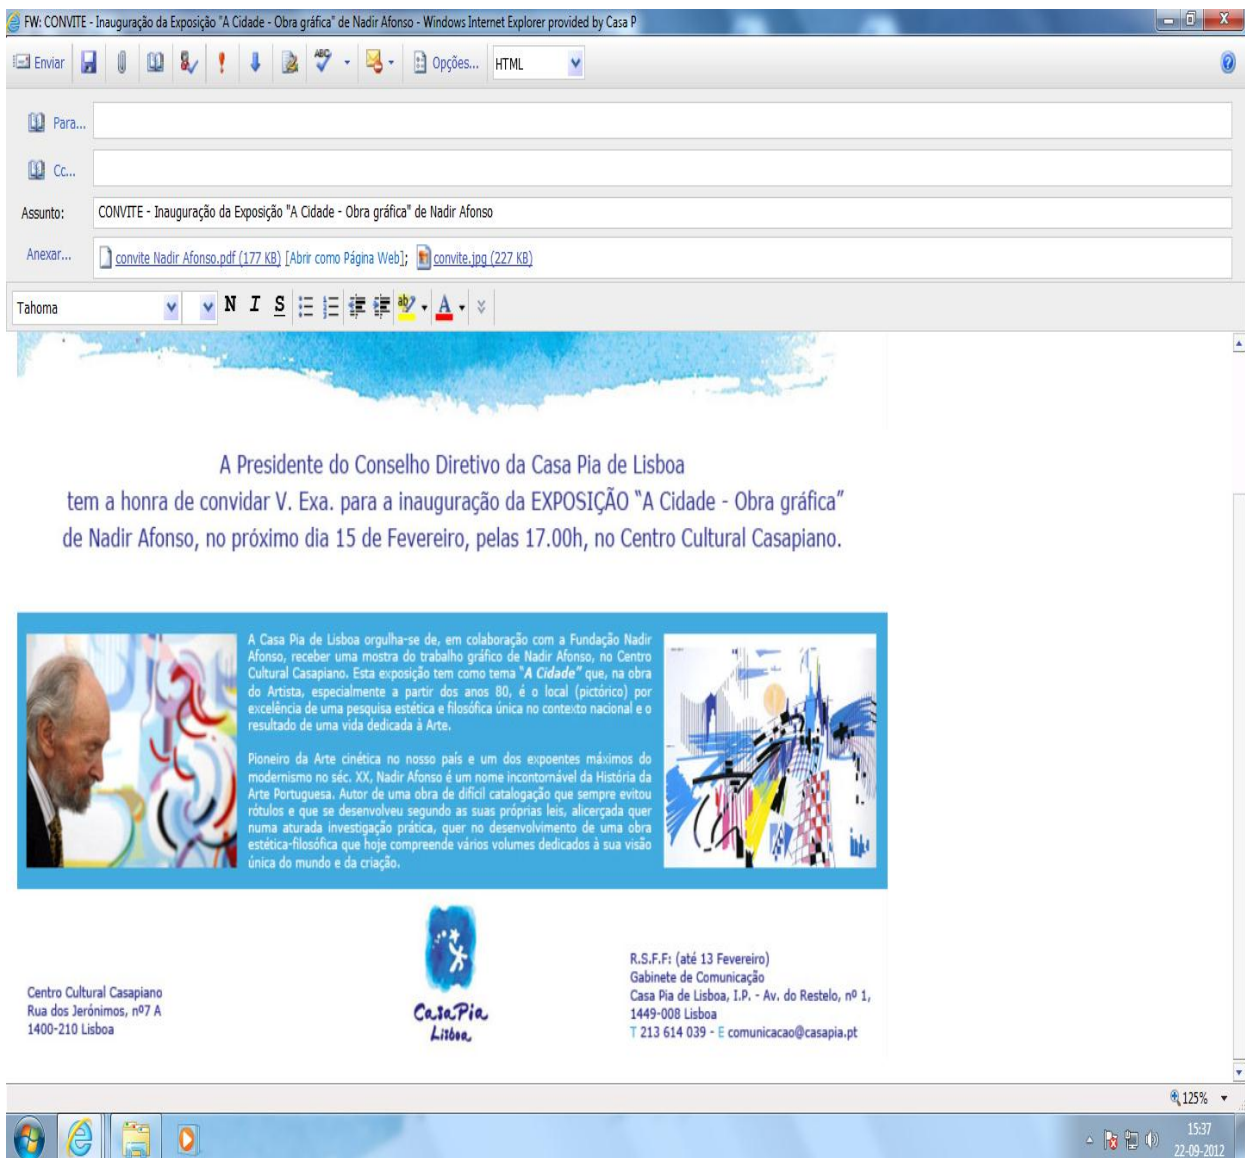 FW: CONVITE - Inauguração da Exposição "A Cidade - Obra gráfica" de Nadir Afonso - Windows Internet Explorer provided by Casa P
Enviar
ABC
Opções...
HTML
Para...
Cc...
Assunto:
CONVITE - Inauguração da Exposição "A Cidade - Obra gráfica" de Nadir Afonso
Anexar...
convite Nadir Afonso.pdf (177 KB) [Abrir como Página Web]; convite.jpg (227 KB)
Tahoma
N I S
ab
A
A Presidente do Conselho Diretivo da Casa Pia de Lisboa
tem a honra de convidar V. Exa. para a inauguração da EXPOSIÇÃO "A Cidade - Obra gráfica"
de Nadir Afonso, no próximo dia 15 de Fevereiro, pelas 17.00h, no Centro Cultural Casapiano.
A Casa Pia de Lisboa orgulha-se de, em colaboração com a Fundação Nadir
Afonso, receber uma mostra do trabalho gráfico de Nadir Afonso, no Centro
Cultural Casapiano. Esta exposição tem como tema "A Cidade" que, na obra
do Artista, especialmente a partir dos anos 80, é o local (pictórico) por
excelência de uma pesquisa estética e filosófica única no contexto nacional e o
resultado de uma vida dedicada à Arte.
Pioneiro da Arte cinética no nosso país e um dos expoentes máximos do
modernismo no séc. XX, Nadir Afonso é um nome incontornável da História da
Arte Portuguesa. Autor de uma obra de difícil catalogação que sempre evitou
rótulos e que se desenvolveu segundo as suas próprias leis, alicerçada quer
numa aturada investigação prática, quer no desenvolvimento de uma obra
estética-filosófica que hoje compreende vários volumes dedicados à sua visão
única do mundo e da criação.
Centro Cultural Casapiano
Rua dos Jerónimos, nº7 A
1400-210 Lisboa
Casa Pia
Lisboa
R.S.F.F: (até 13 Fevereiro)
Gabinete de Comunicação
Casa Pia de Lisboa, I.P. - Av. do Restelo, nº 1,
1449-008 Lisboa
T 213 614 039 - E comunicacao@casapia.pt
125%
15:37
22-09-2012